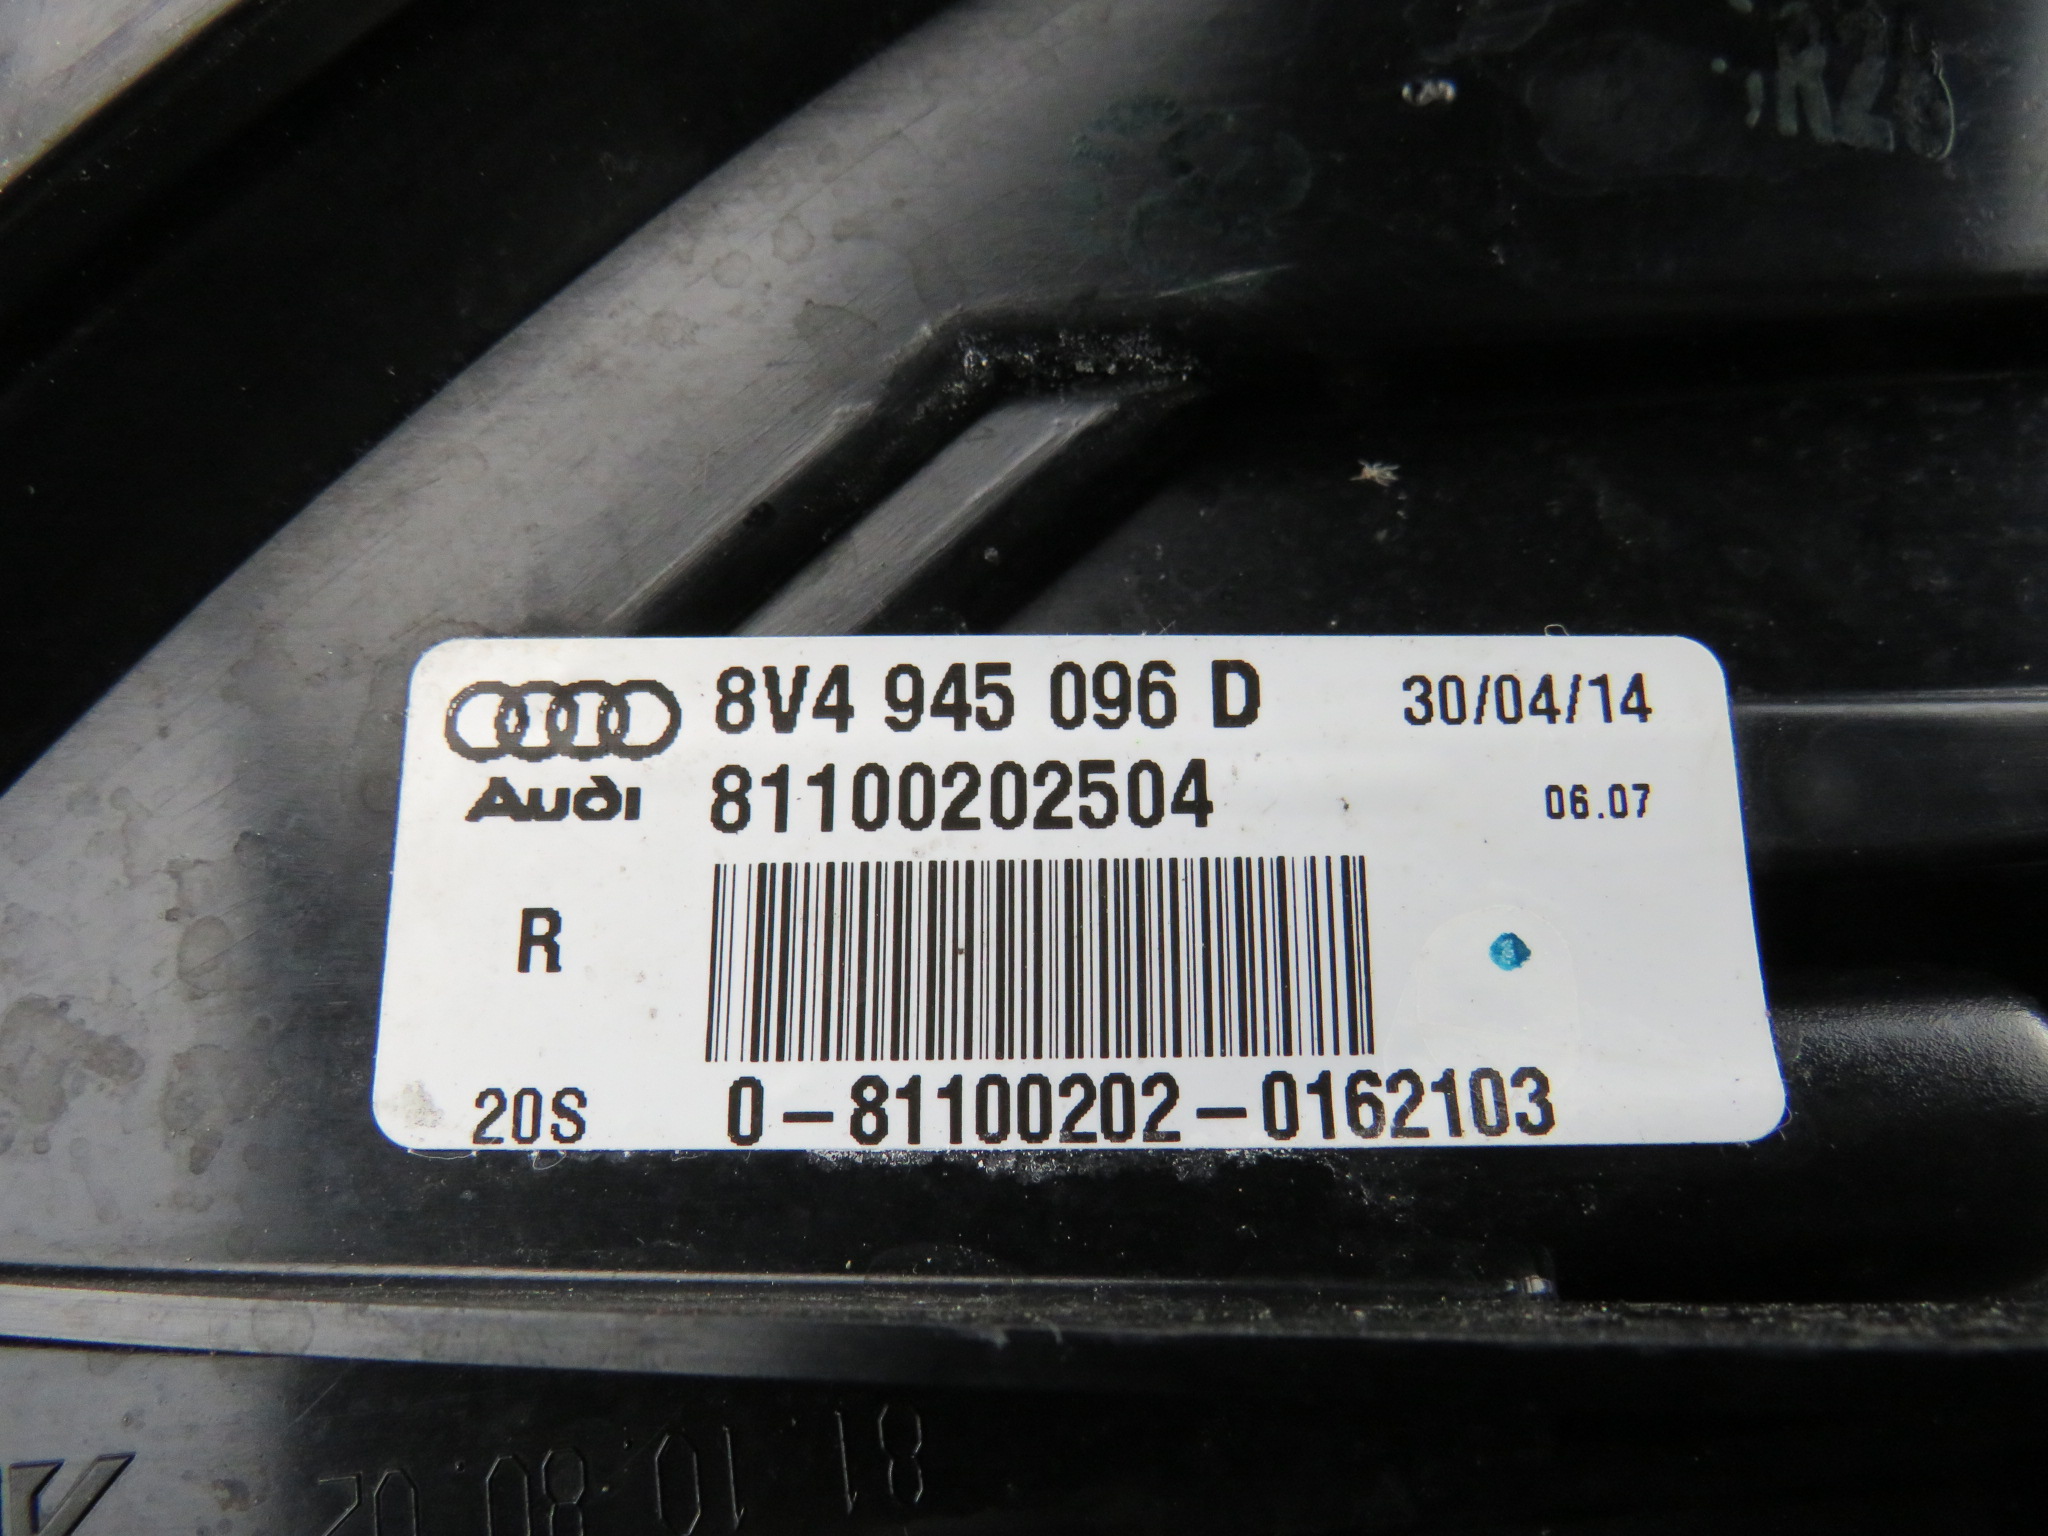 8V4 945 096 D 30/04/14
Audi 81100202504 06.07
R
20S 0-81100202-0162103